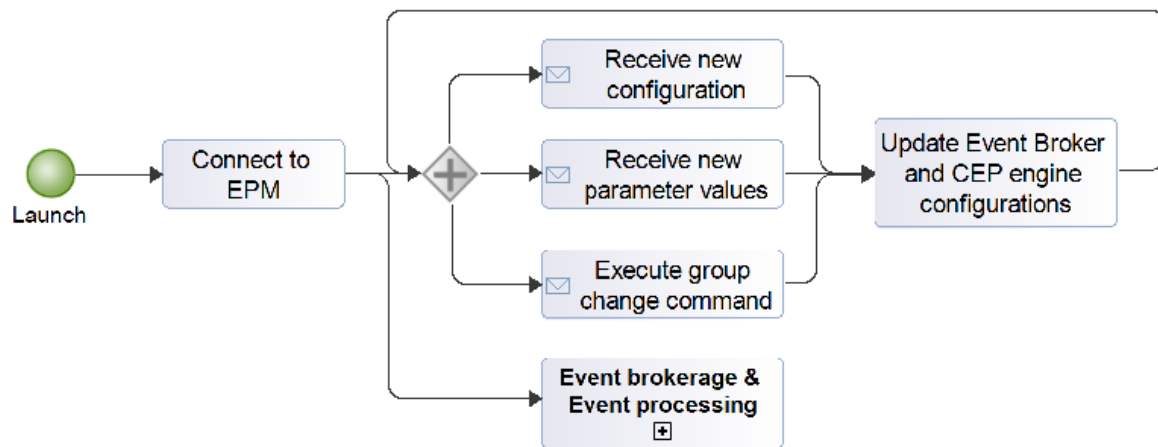 Launch
Connect to
EPM
Receive new
configuration
Receive new
parameter values
Execute group
change command
Update Event Broker
and CEP engine
configurations
Event brokerage &
Event processing